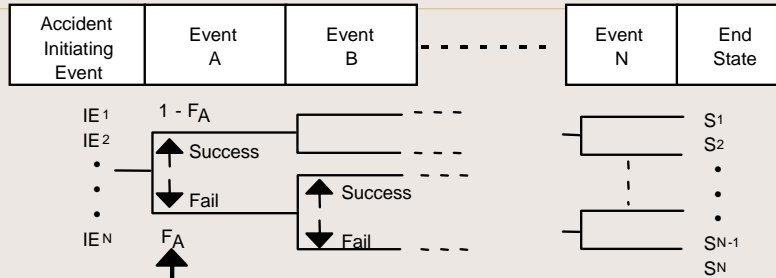 Accident
Initiating
Event
Event
A
Event
B
Event
N
End
State
IE1
IE2
IEN
1 - FA
Success
Fail
FA
Success
Fail
S1
S2
SN-1
SN